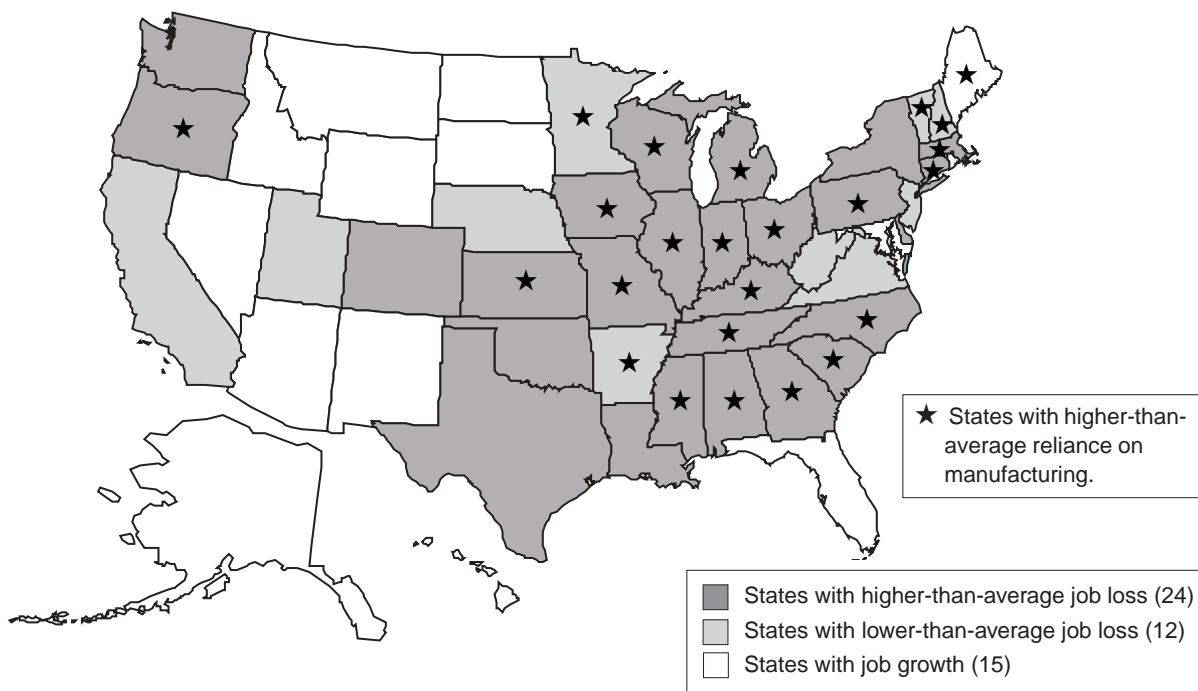 ★ States with higher-than-
average reliance on
manufacturing.
States with higher-than-average job loss (24)
States with lower-than-average job loss (12)
States with job growth (15)